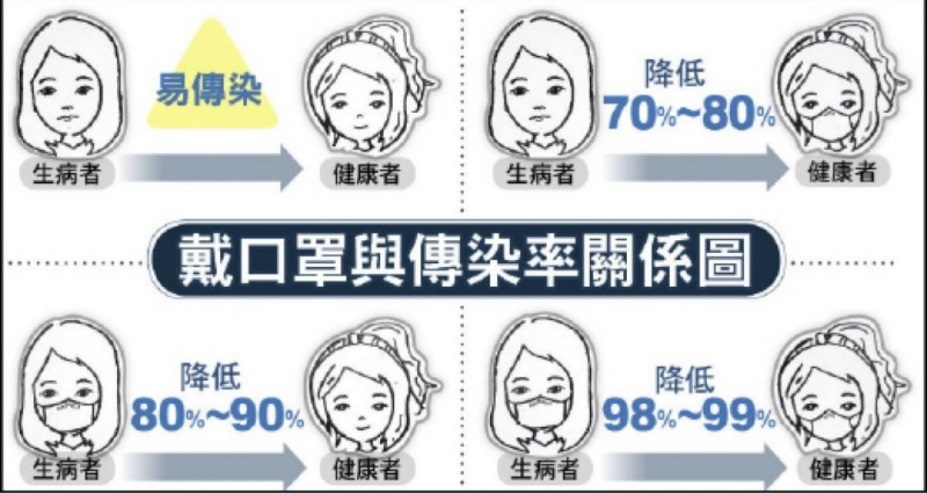 易傳染
生病者
健康者
降低
70%~80%
生病者
健康者
戴口罩與傳染率關係圖
降低
80%~90%
生病者
健康者
降低
98%~99%
生病者
健康者